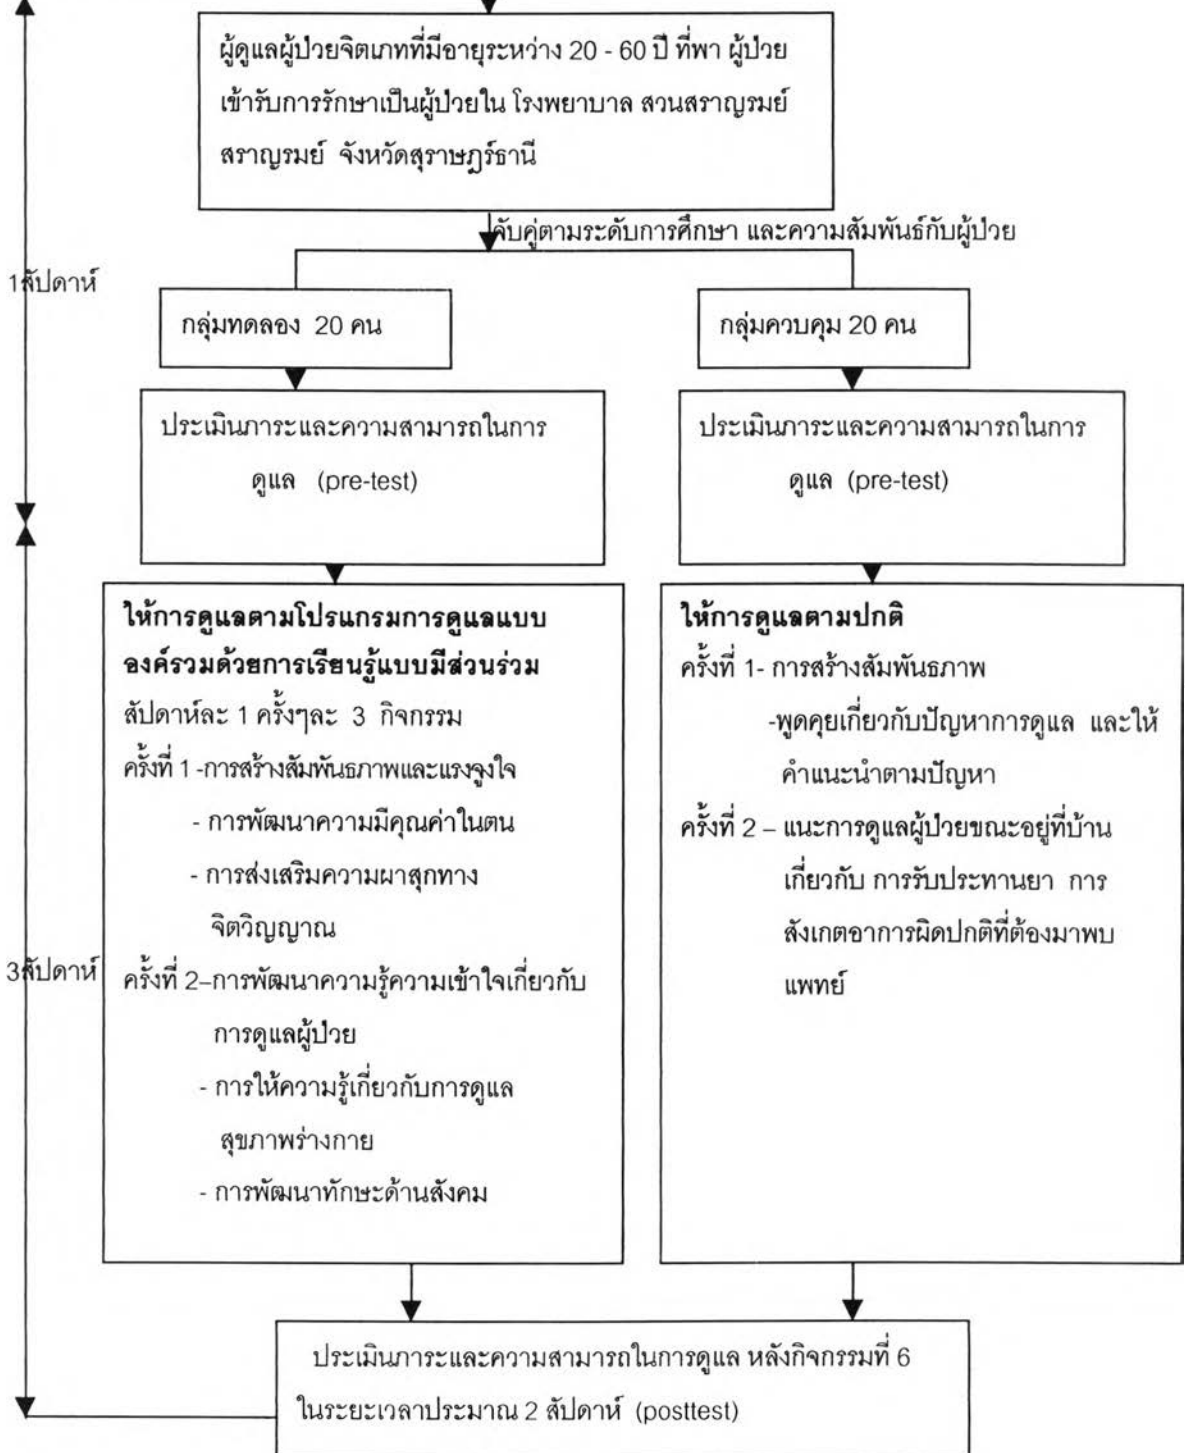 ผู้ดูแลผู้ป่วยจิตเภทที่มีอายุระหว่าง 20 - 60 ปี ที่พา ผู้ป่วย
เข้ารับการรักษาเป็นผู้ป่วยใน โรงพยาบาล สวนสราญรมย์
สราญรมย์ จังหวัดสุราษฎร์ธานี
จับคู่ตามระดับการศึกษา และความสัมพันธ์กับผู้ป่วย
1สัปดาห์
กลุ่มทดลอง 20 คน
กลุ่มควบคุม 20 คน
ประเมินภาระและความสามารถในการ
ดูแล (pre-test)
ประเมินภาระและความสามารถในการ
ดูแล (pre-test)
ให้การดูแลตามโปรแกรมการดูแลแบบ
องค์รวมด้วยการเรียนรู้แบบมีส่วนร่วม
สัปดาห์ละ 1 ครั้งๆละ 3 กิจกรรม
ครั้งที่ 1 -การสร้างสัมพันธภาพและแรงจูงใจ
- การพัฒนาความมีคุณค่าในตน
- การส่งเสริมความผาสุกทาง
จิตวิญญาณ
ครั้งที่ 2–การพัฒนาความรู้ความเข้าใจเกี่ยวกับ
การดูแลผู้ป่วย
- การให้ความรู้เกี่ยวกับการดูแล
สุขภาพร่างกาย
- การพัฒนาทักษะด้านสังคม
ให้การดูแลตามปกติ
ครั้งที่ 1- การสร้างสัมพันธภาพ
-พูดคุยเกี่ยวกับปัญหาการดูแล และให้
คำแนะนำตามปัญหา
ครั้งที่ 2 – แนะการดูแลผู้ป่วยขณะอยู่ที่บ้าน
เกี่ยวกับ การรับประทานยา การ
สังเกตอาการผิดปกติที่ต้องมาพบ
แพทย์
3สัปดาห์
ประเมินภาระและความสามารถในการดูแล หลังกิจกรรมที่ 6
ในระยะเวลาประมาณ 2 สัปดาห์ (posttest)